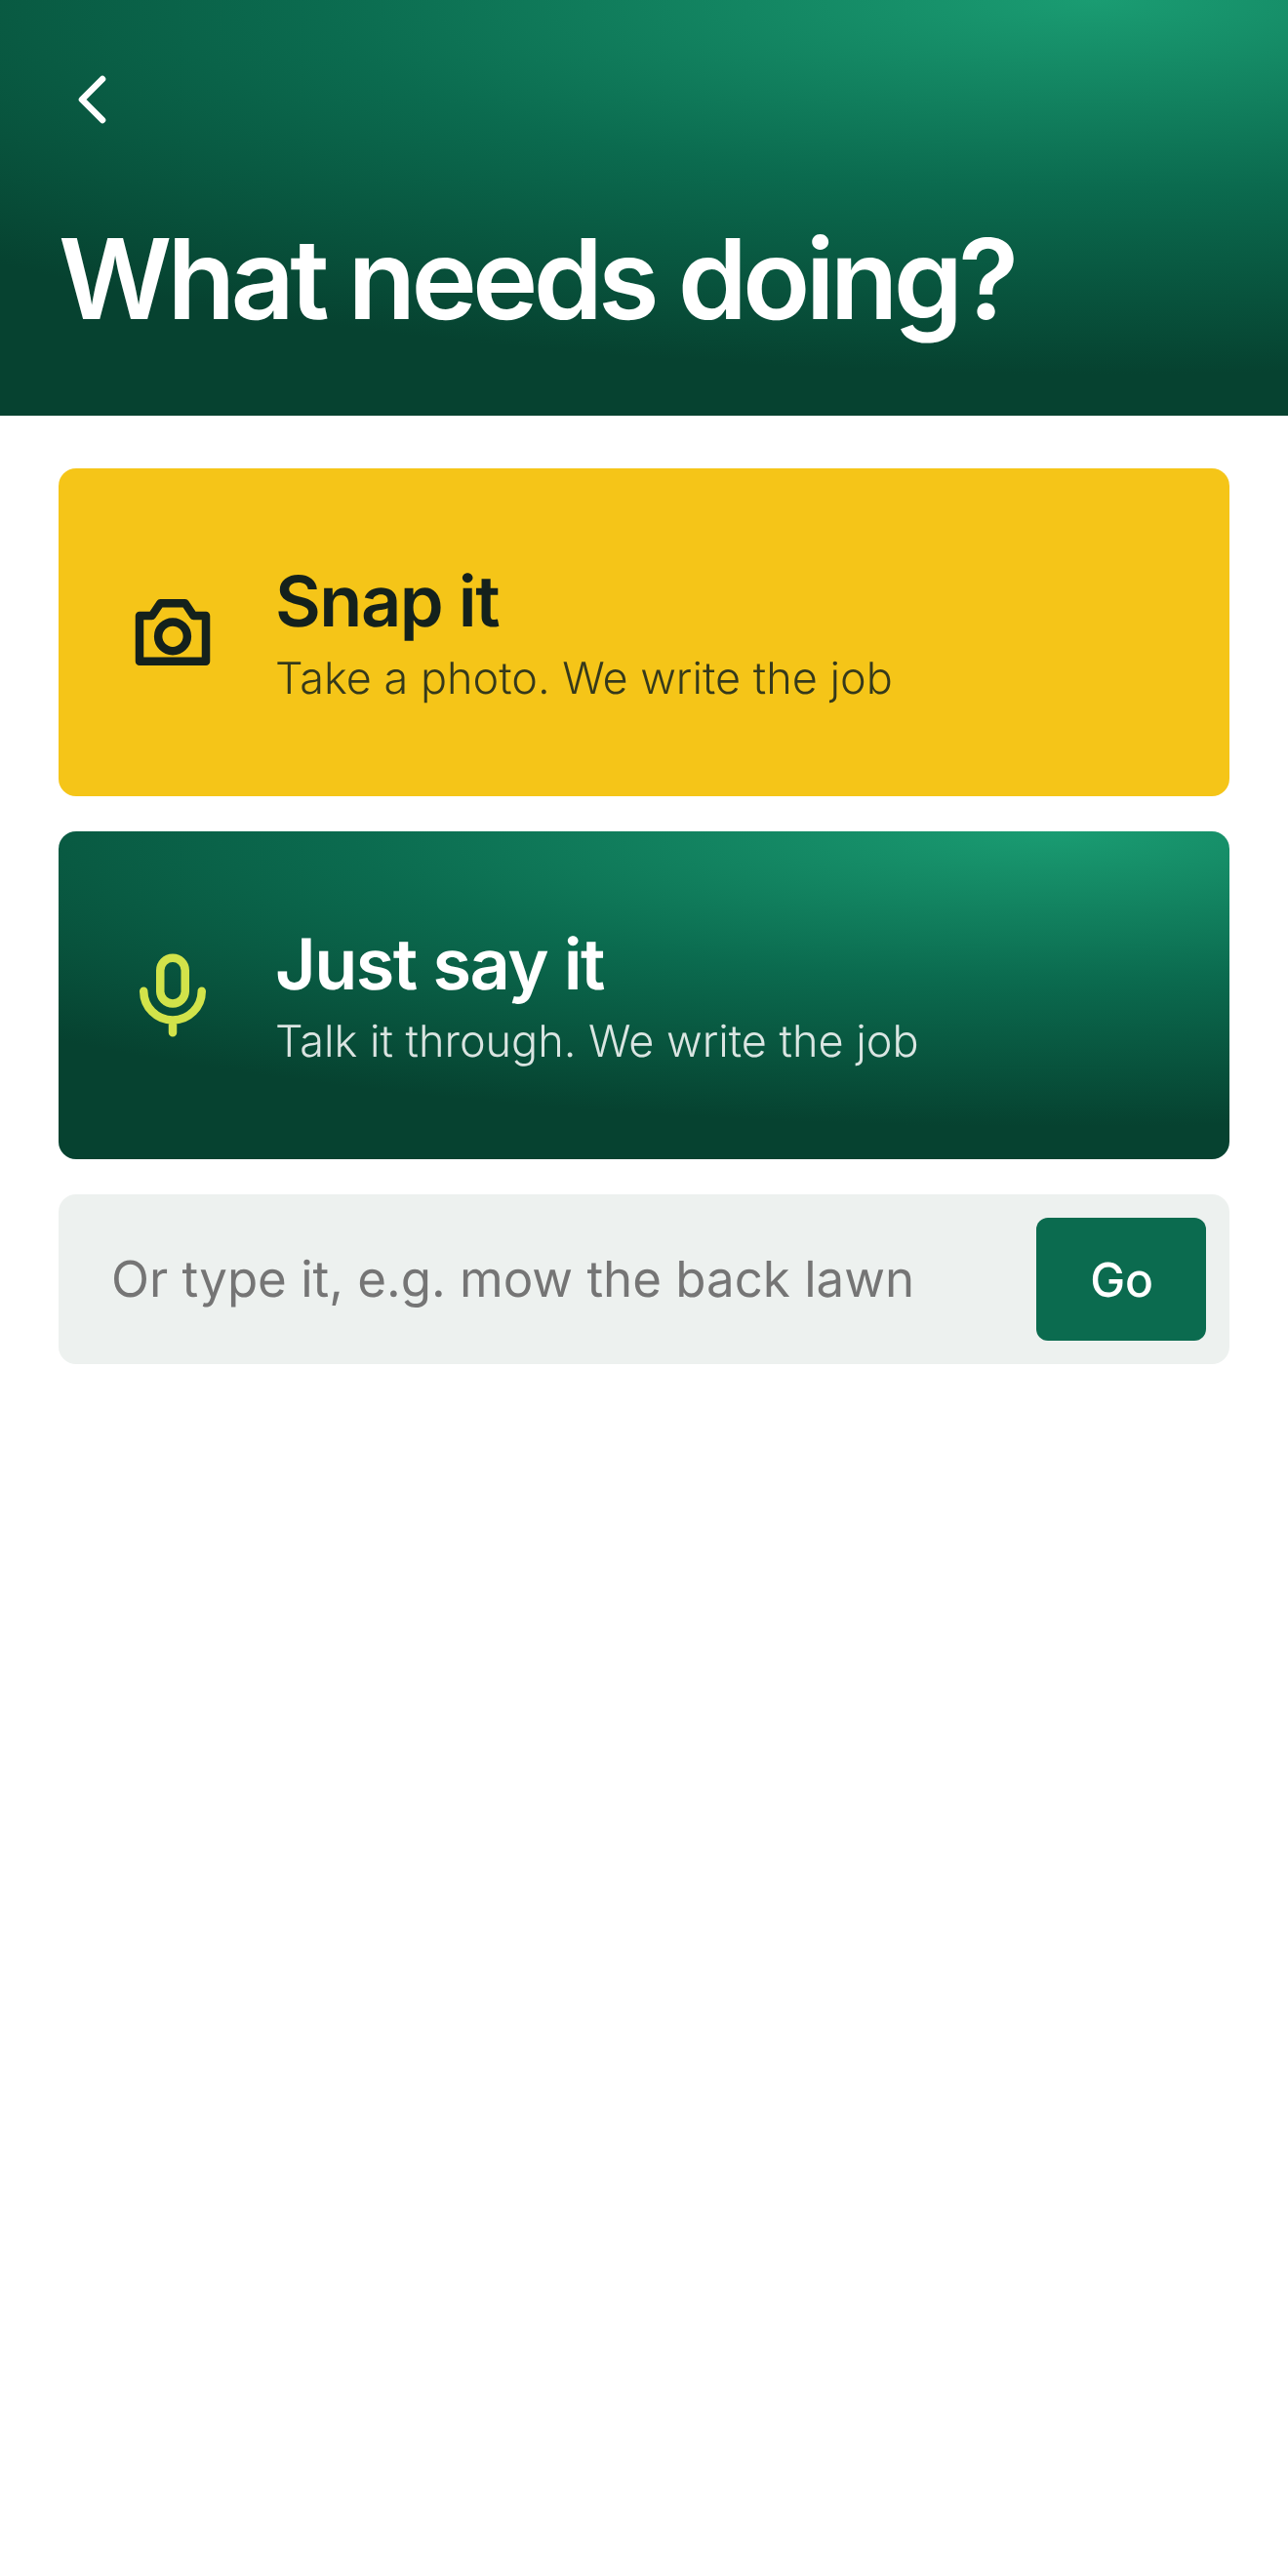 What needs doing?
Snap it
Take a photo. We write the job
Just say it
Talk it through. We write the job
Or type it, e.g. mow the back lawn
Go